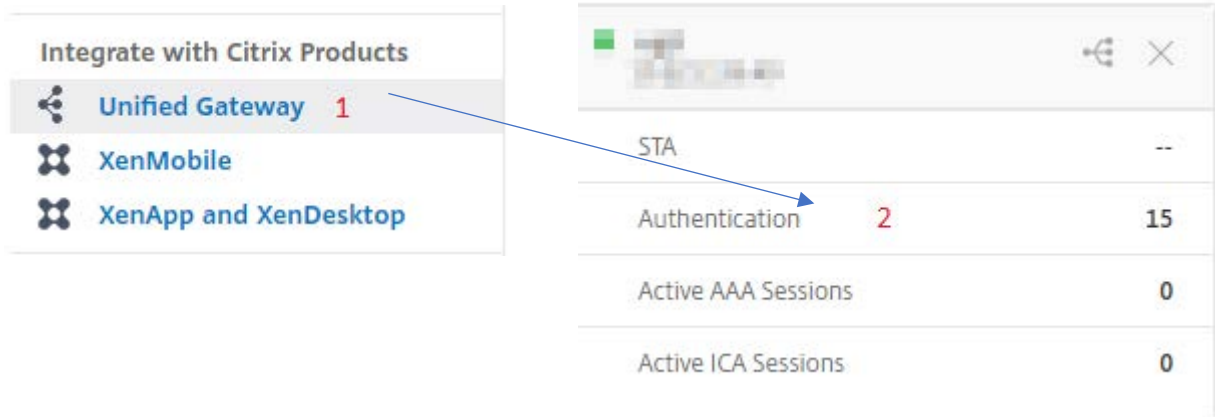 Integrate with Citrix Products
Unified Gateway 1
XenMobile
XenApp and XenDesktop
STA --
Authentication 2 15
Active AAA Sessions 0
Active ICA Sessions 0